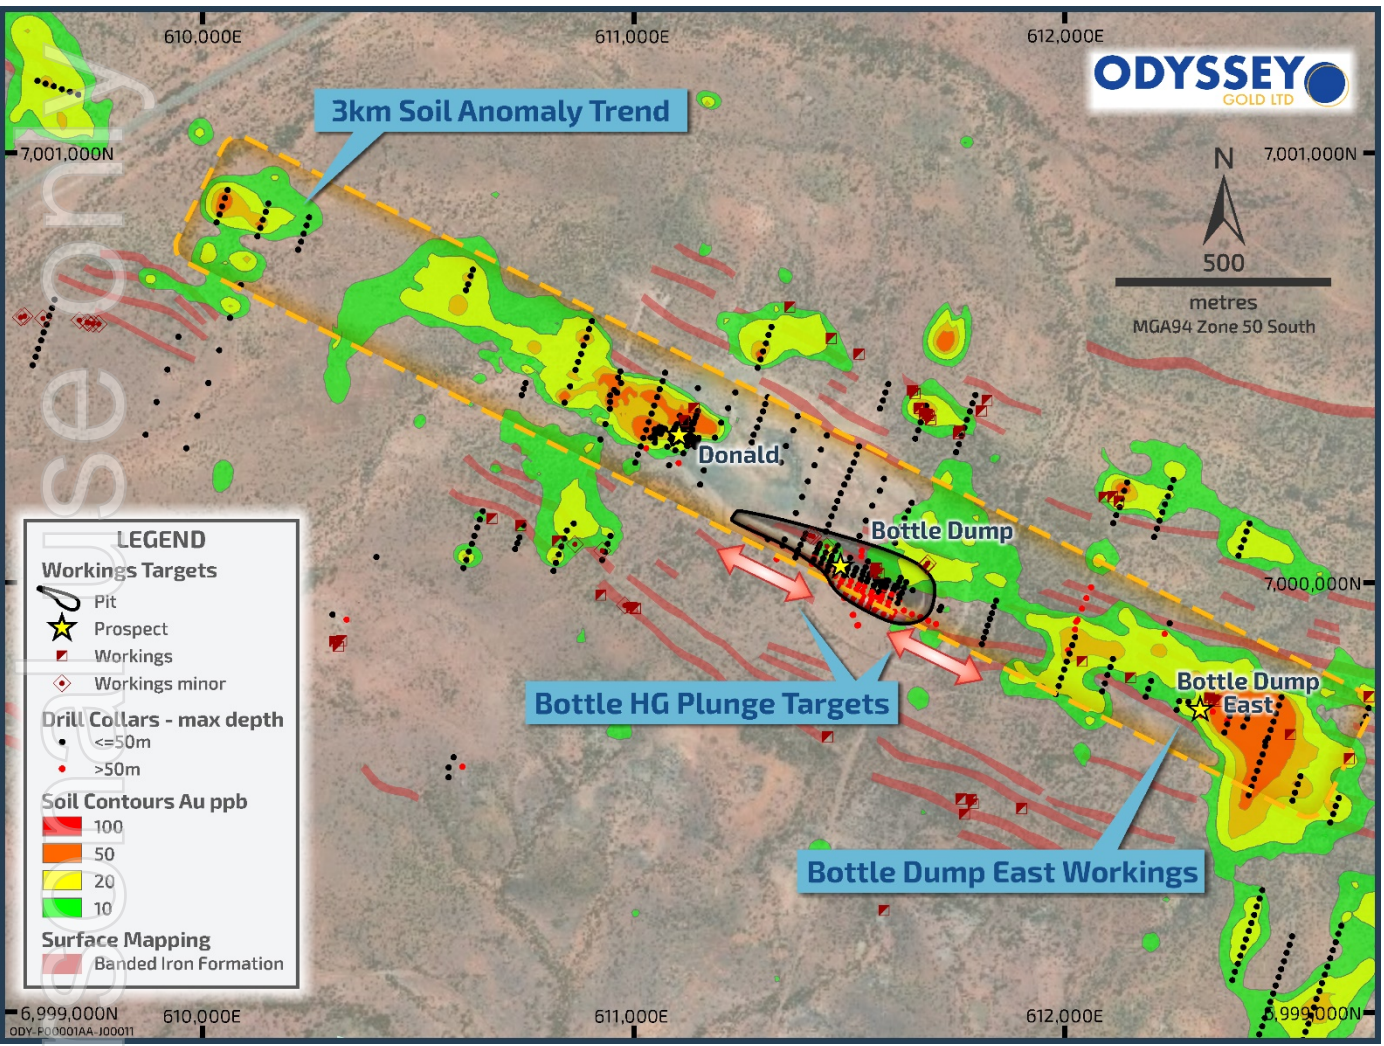 610,000E
611,000E
612,000E
ODYSSEY
GOLD LTD
3km Soil Anomaly Trend
7,001,000N
7,001,000N
N
500
metres
MGA94 Zone 50 South
Donald
Bottle Dump
7,000,000N
LEGEND
Workings Targets
Pit
Prospect
Workings
Workings minor
Drill Collars - max depth
<=50m
>50m
Soil Contours Au ppb
100
50
20
10
Surface Mapping
Banded Iron Formation
Bottle Dump
East
Bottle HG Plunge Targets
Bottle Dump East Workings
6,999,000N
610,000E
611,000E
612,000E
6,999,000N
ODY-P00001AA-J00011
sonal use only